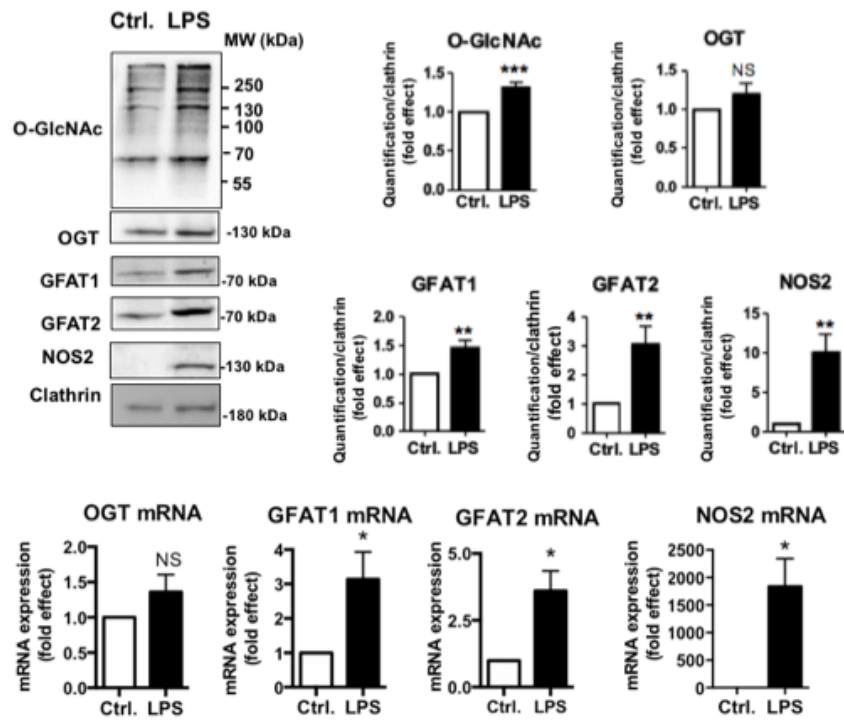 Ctrl. LPS
MW (kDa)
250
130
100
70
55
O-GlcNAc
OGT
-130 kDa
GFAT1
-70 kDa
GFAT2
-70 kDa
NOS2
-130 kDa
Clathrin
-180 kDa
O-GlcNAc
Quantification/clathrin
(fold effect)
1.5
1.0
0.5
0.0
***
Ctrl. LPS
OGT
Quantification/clathrin
(fold effect)
1.5
1.0
0.5
0.0
NS
Ctrl. LPS
GFAT1
Quantification/clathrin
(fold effect)
2.0
1.5
1.0
0.5
0.0
**
Ctrl. LPS
GFAT2
Quantification/clathrin
(fold effect)
4
3
2
1
0
**
Ctrl. LPS
NOS2
Quantification/clathrin
(fold effect)
15
10
5
0
**
Ctrl. LPS
OGT mRNA
mRNA expression
(fold effect)
2.0
1.5
1.0
0.5
0.0
NS
Ctrl. LPS
GFAT1 mRNA
mRNA expression
(fold effect)
4
3
2
1
0
*
Ctrl. LPS
GFAT2 mRNA
mRNA expression
(fold effect)
5.0
2.5
0.0
*
Ctrl. LPS
NOS2 mRNA
mRNA expression
(fold effect)
2500
2000
1500
1000
500
0
*
Ctrl. LPS